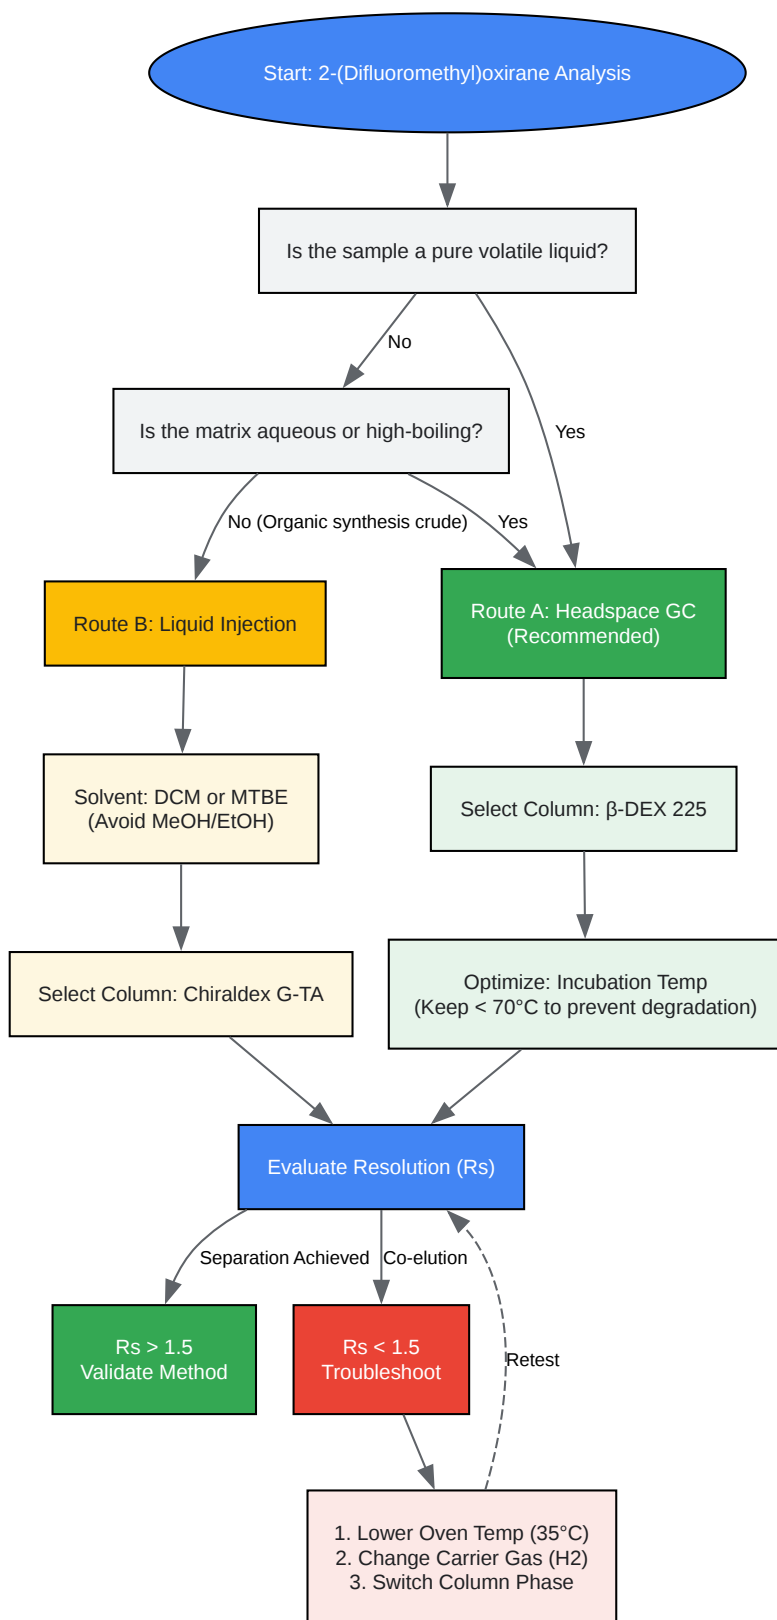 Start: 2-(Difluoromethyl)oxirane Analysis
Is the sample a pure volatile liquid?
No
Yes
Is the matrix aqueous or high-boiling?
No (Organic synthesis crude)
Yes
Route B: Liquid Injection
Route A: Headspace GC
(Recommended)
Solvent: DCM or MTBE
(Avoid MeOH/EtOH)
Select Column: β-DEX 225
Select Column: Chiraldex G-TA
Optimize: Incubation Temp
(Keep < 70°C to prevent degradation)
Evaluate Resolution (Rs)
Separation Achieved
Co-elution
Rs > 1.5
Validate Method
Rs < 1.5
Troubleshoot
Retest
1. Lower Oven Temp (35°C)
2. Change Carrier Gas (H2)
3. Switch Column Phase